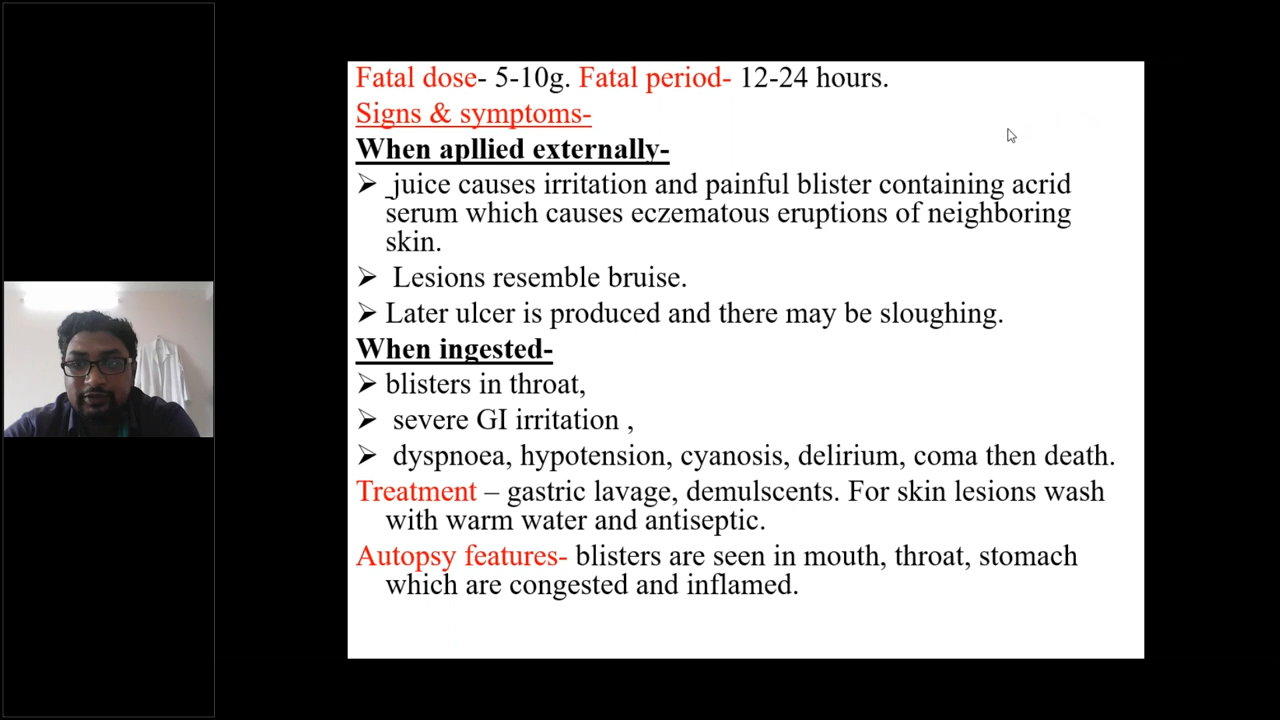 Fatal dose- 5-10g. Fatal period- 12-24 hours.
Signs & symptoms-
When apllied externally-
➢ juice causes irritation and painful blister containing acrid
serum which causes eczematous eruptions of neighboring
skin.
➢ Lesions resemble bruise.
➢ Later ulcer is produced and there may be sloughing.
When ingested-
➢ blisters in throat,
➢ severe GI irritation ,
➢ dyspnoea, hypotension, cyanosis, delirium, coma then death.
Treatment – gastric lavage, demulscents. For skin lesions wash
with warm water and antiseptic.
Autopsy features- blisters are seen in mouth, throat, stomach
which are congested and inflamed.